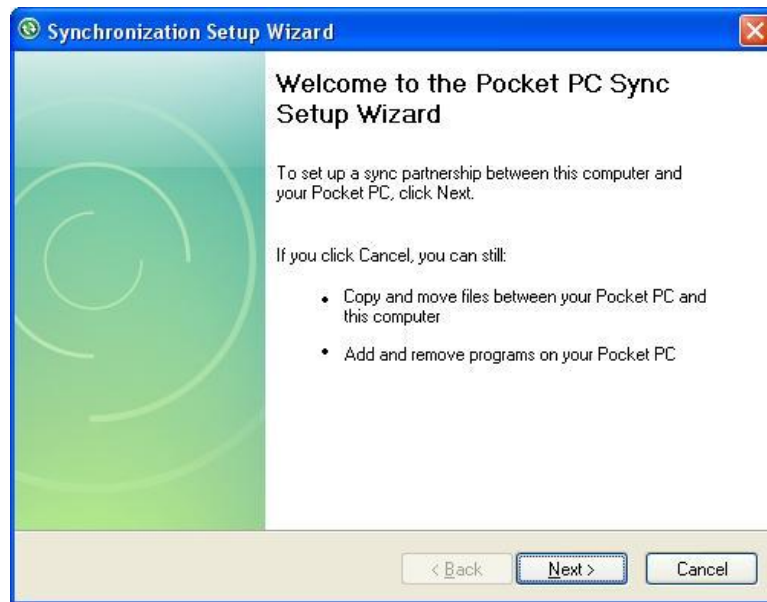 Synchronization Setup Wizard
Welcome to the Pocket PC Sync
Setup Wizard
To set up a sync partnership between this computer and
your Pocket PC, click Next.
If you click Cancel, you can still:
• Copy and move files between your Pocket PC and
this computer
• Add and remove programs on your Pocket PC
< Back Next > Cancel